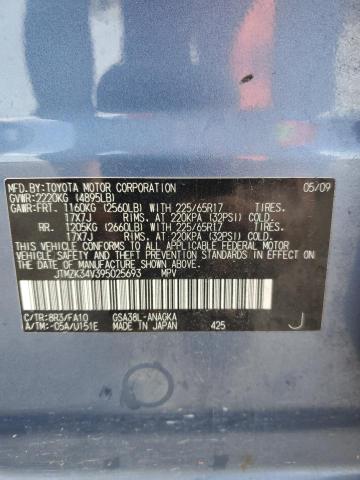 MFD.BY:TOYOTA MOTOR CORPORATION 05/09
GVWR:2220KG (4895LB)
GAWR:FRT. 1160KG (2560LB) WITH 225/65R17 TIRES.
17X7J RIMS. AT 220KPA (32PSI) COLD.
RR. 1205KG (2660LB) WITH 225/65R17 TIRES.
17X7J RIMS. AT 220KPA (32PSI) COLD.
THIS VEHICLE CONFORMS TO ALL APPLICABLE
FEDERAL MOTOR VEHICLE SAFETY STANDARDS IN
EFFECT ON THE DATE OF MANUFACTURE SHOWN ABOVE.
JTMZK34V395025693 MPV
C/TR:8R3/FA10 GSA38L-ANAGKA
A/TM:-05A/U151E MADE IN JAPAN 425 J